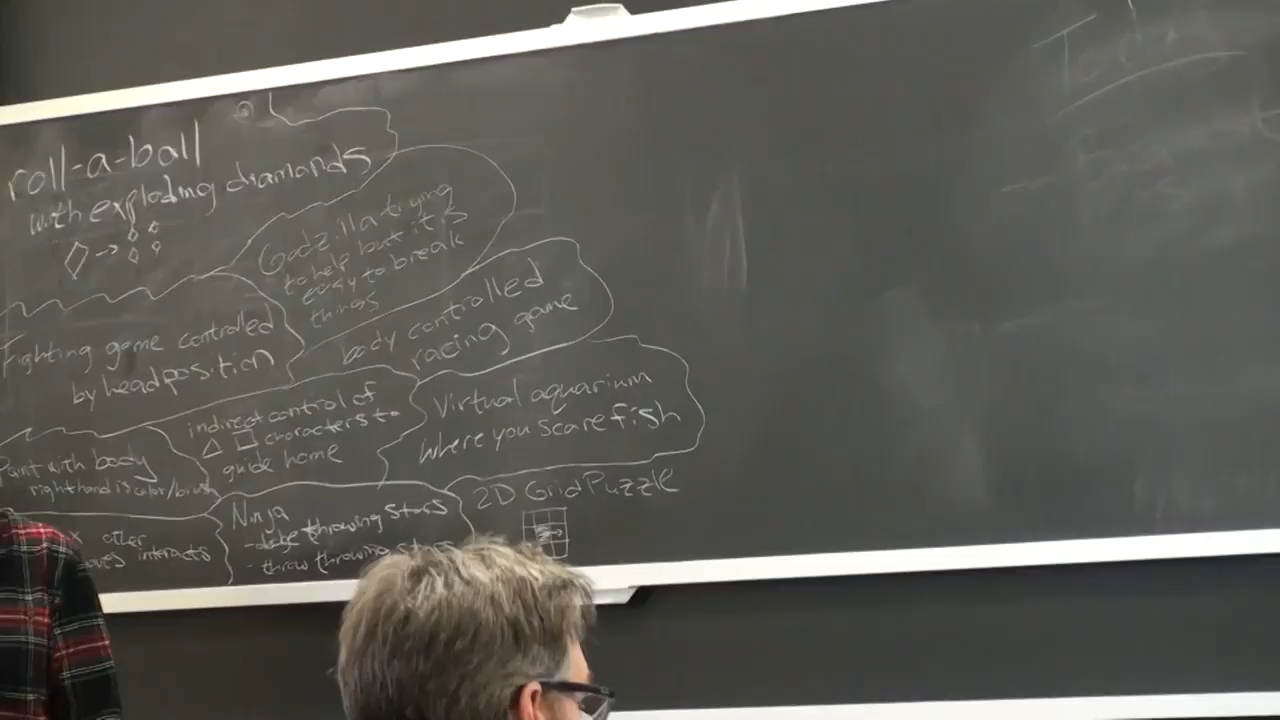 roll-a-ball
with exploding diamonds
Godzilla trying
to help but it is
easy to break
things
Fighting game controlled
by head position
body controlled
racing game
indirect control of
characters to
guide home
Virtual aquarium
where you scare fish
Paint with body
right hand is color/brush
other
interacts
Ninja
- dodge throwing stars
- throw throwing stars
2D Grid Puzzle